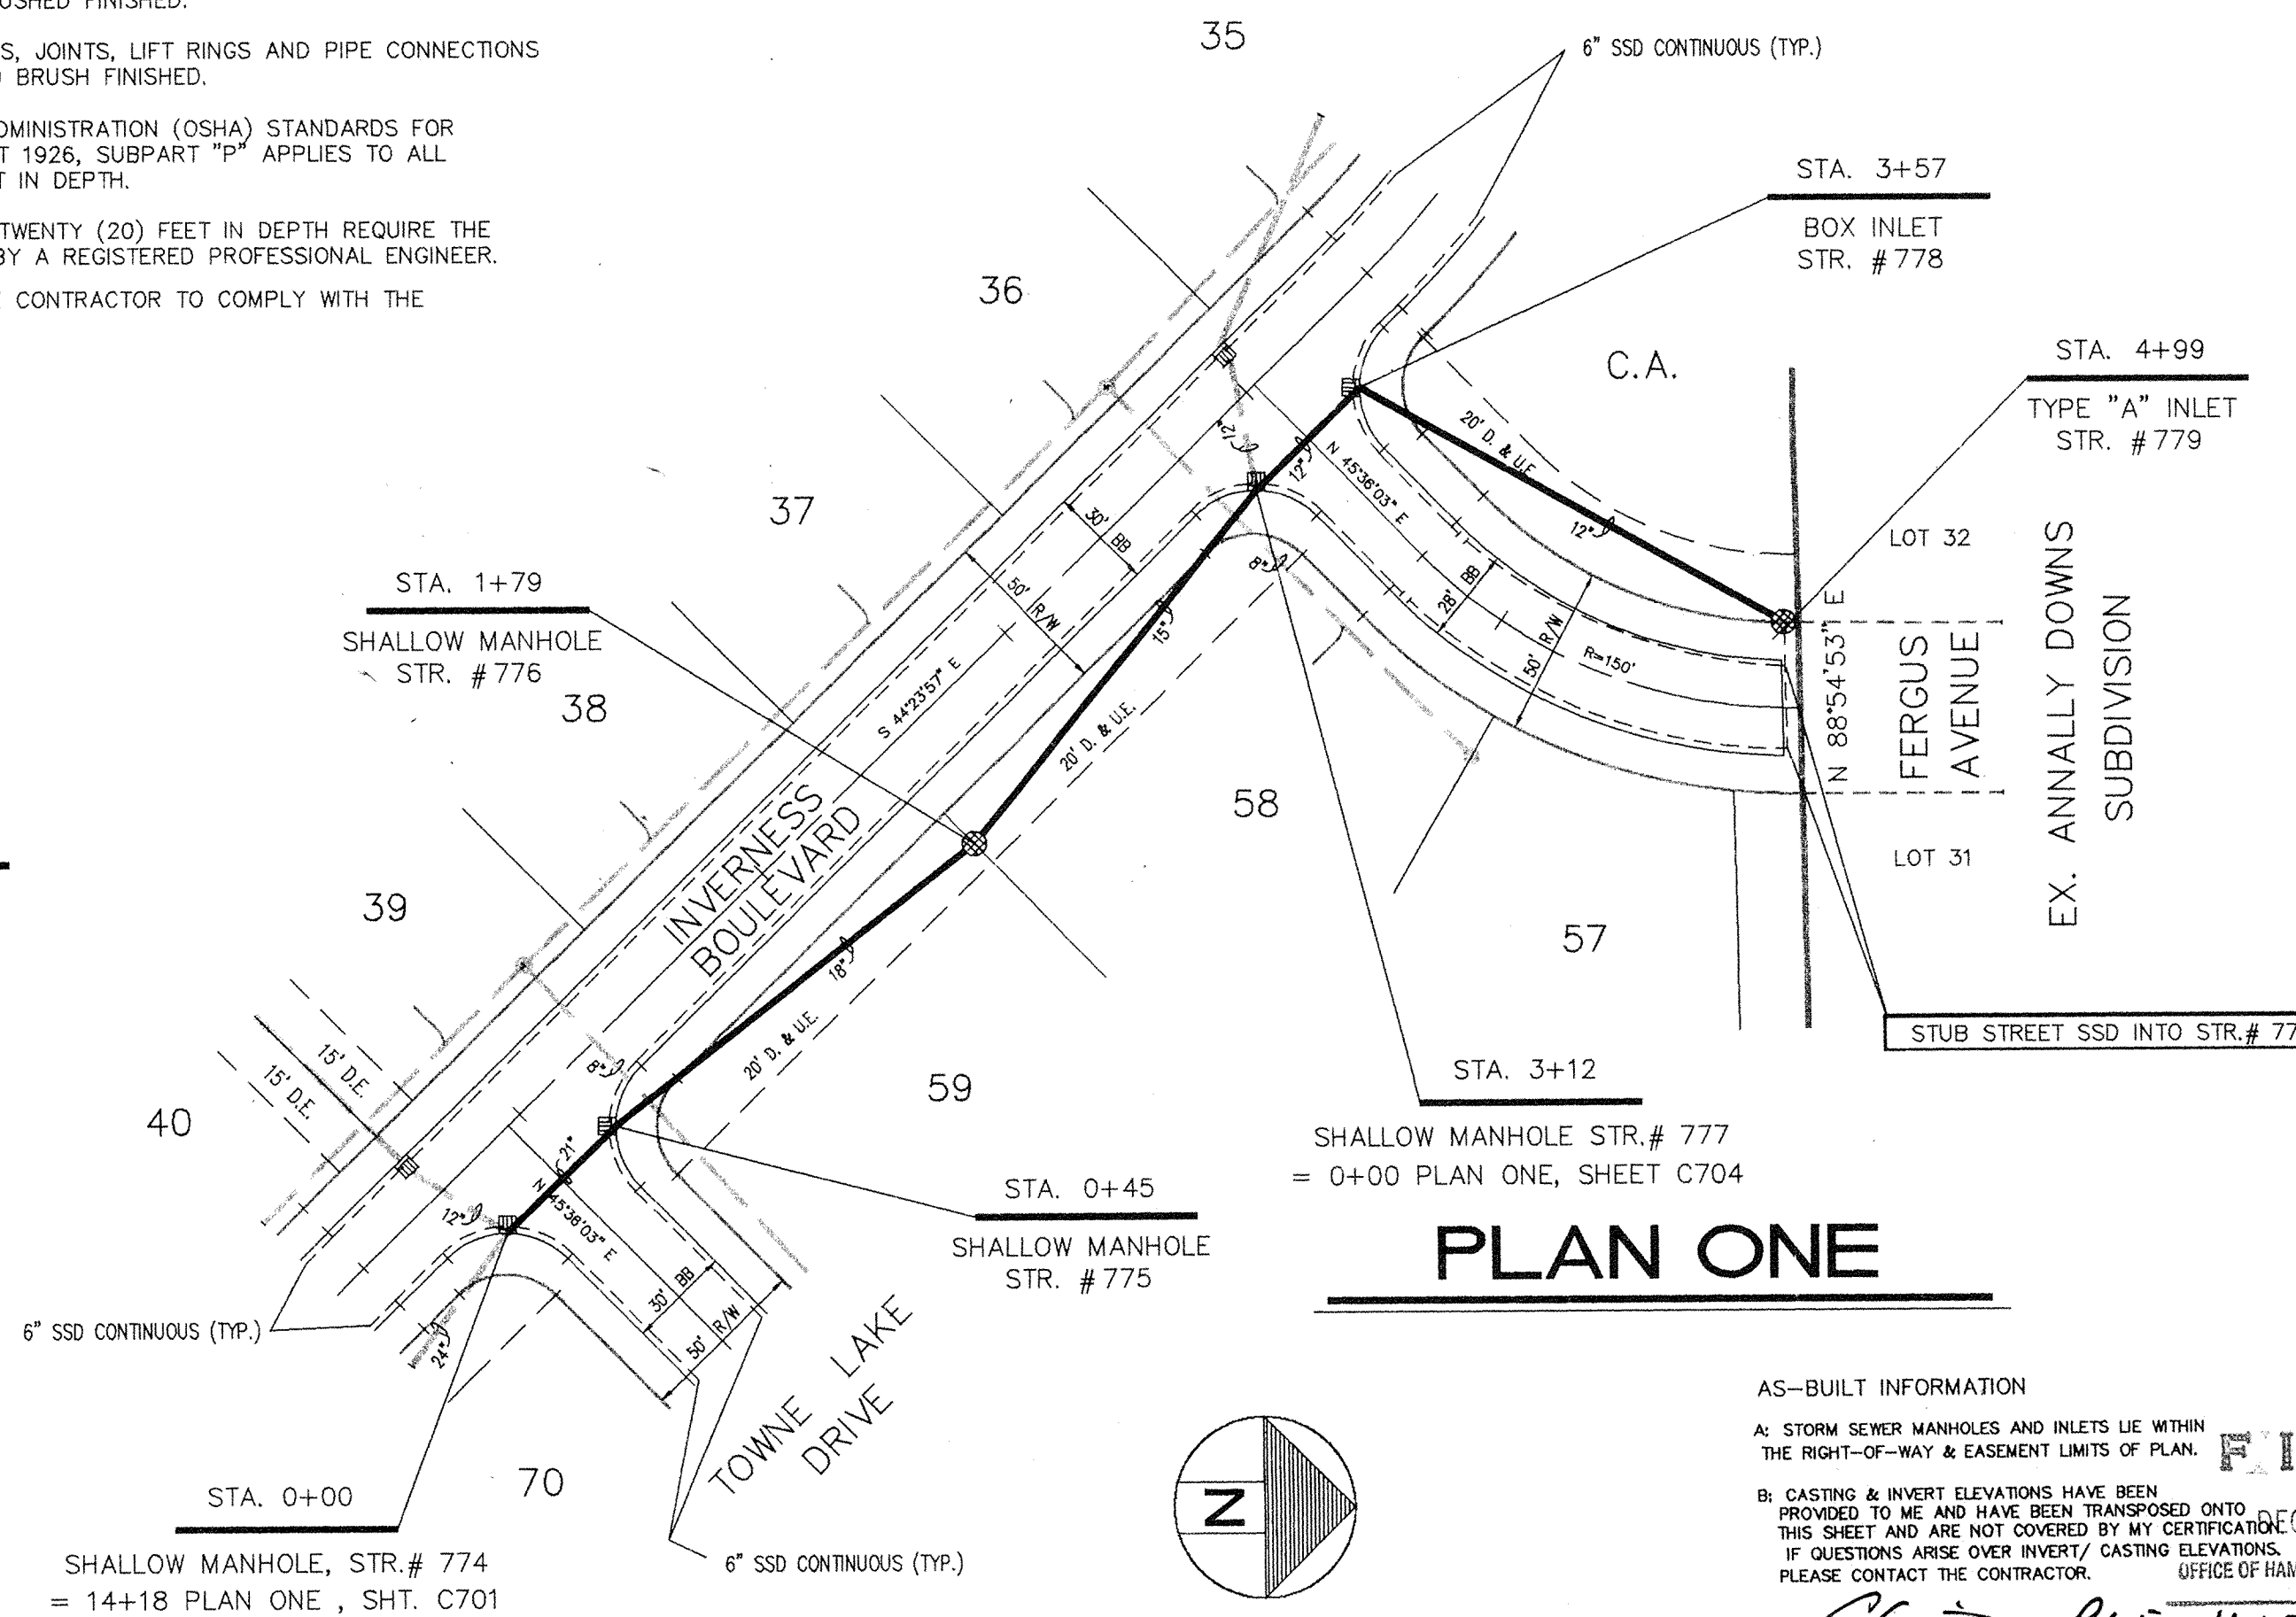 USHED FINISHED.
S, JOINTS, LIFT RINGS AND PIPE CONNECTIONS
BRUSH FINISHED.
DMINISTRATION (OSHA) STANDARDS FOR
T 1926, SUBPART "P" APPLIES TO ALL
T IN DEPTH.
TWENTY (20) FEET IN DEPTH REQUIRE THE
BY A REGISTERED PROFESSIONAL ENGINEER.
CONTRACTOR TO COMPLY WITH THE
35
6" SSD CONTINUOUS (TYP.)
STA. 3+57
BOX INLET
STR. # 778
36
C.A.
STA. 4+99
TYPE "A" INLET
STR. # 779
20' D. & U.E.
12"
12"
N 45°36'03" E
12"
37
30' BB
50' R/W
8"
LOT 32
STA. 1+79
SHALLOW MANHOLE
STR. # 776
38
15"
28' BB
50' R/W
R=150'
N 88°54'53" E
FERGUS
AVENUE
EX. ANNALLY DOWNS
SUBDIVISION
S 44°23'57" E
20' D. & U.E.
58
LOT 31
INVERNESS
BOULEVARD
39
18"
57
20' D. & U.E.
15' D.E.
15' D.E.
8"
59
40
STUB STREET SSD INTO STR.# 77
STA. 3+12
SHALLOW MANHOLE STR.# 777
= 0+00 PLAN ONE, SHEET C704
21"
N 45°36'03" E
12"
STA. 0+45
SHALLOW MANHOLE
STR. # 775
PLAN ONE
30' BB
50' R/W
24"
6" SSD CONTINUOUS (TYP.)
TOWNE LAKE
DRIVE
70
STA. 0+00
SHALLOW MANHOLE, STR.# 774
= 14+18 PLAN ONE , SHT. C701
6" SSD CONTINUOUS (TYP.)
N
AS-BUILT INFORMATION
A: STORM SEWER MANHOLES AND INLETS LIE WITHIN
THE RIGHT-OF-WAY & EASEMENT LIMITS OF PLAN.
F I
B: CASTING & INVERT ELEVATIONS HAVE BEEN
PROVIDED TO ME AND HAVE BEEN TRANSPOSED ONTO
THIS SHEET AND ARE NOT COVERED BY MY CERTIFICATION.
IF QUESTIONS ARISE OVER INVERT/ CASTING ELEVATIONS.
PLEASE CONTACT THE CONTRACTOR.
OFFICE OF HAM